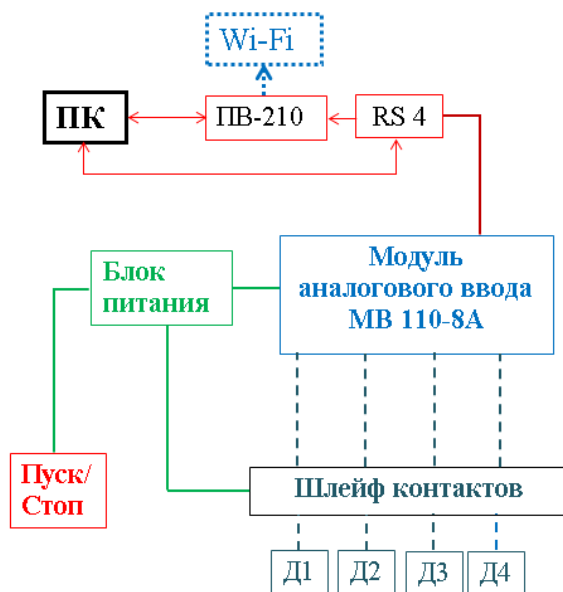 Wi-Fi
ПК
ПВ-210
RS 4
Блок
питания
Модуль
аналогового ввода
МВ 110-8А
Пуск/
Стоп
Шлейф контактов
Д1
Д2
Д3
Д4